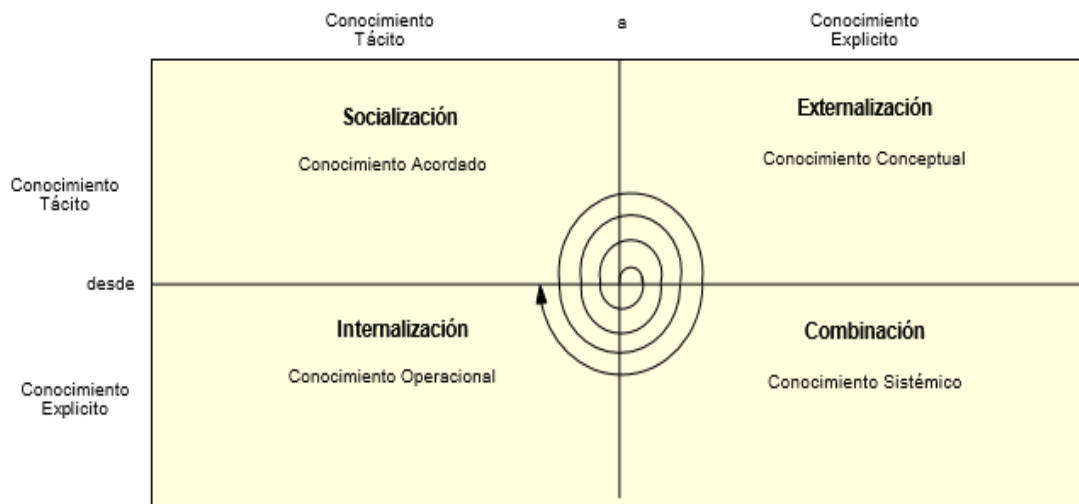 Conocimiento
Tácito
a
Conocimiento
Explicito
Socialización
Conocimiento Acordado
Externalización
Conocimiento Conceptual
Conocimiento
Tácito
desde
Internalización
Conocimiento Operacional
Combinación
Conocimiento Sistémico
Conocimiento
Explicito